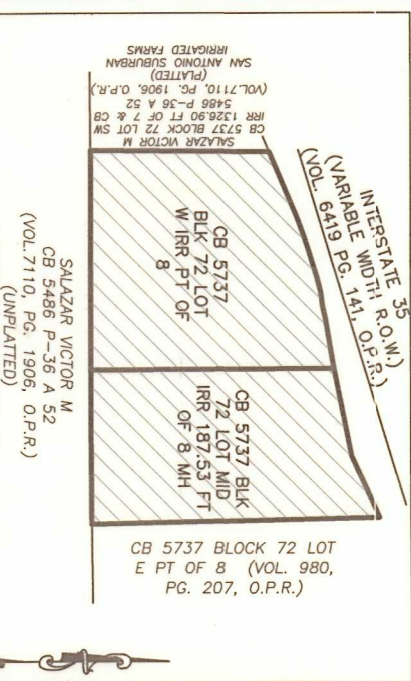 INTERSTATE 35
(VARIABLE WIDTH R.O.W.)
(VOL. 6419 PG. 141, O.P.R.)
SALAZAR VICTOR M
CB 5737 BLOCK 72 LOT SW
IRR 1326.90 FT OF 7 & CB
5486 P-36 A 52
(VOL.7110, PG. 1906, O.P.R.)
(PLATTED)
SAN ANTONIO SUBURBAN
IRRIGATED FARMS
CB 5737
BLK 72 LOT
W IRR PT OF
8
CB 5737 BLK
72 LOT MID
IRR 187.53 FT
OF 8 MH
SALAZAR VICTOR M
CB 5486 P-36 A 52
(VOL.7110, PG. 1906, O.P.R.)
(UNPLATTED)
CB 5737 BLOCK 72 LOT
E PT OF 8 (VOL. 980,
PG. 207, O.P.R.)